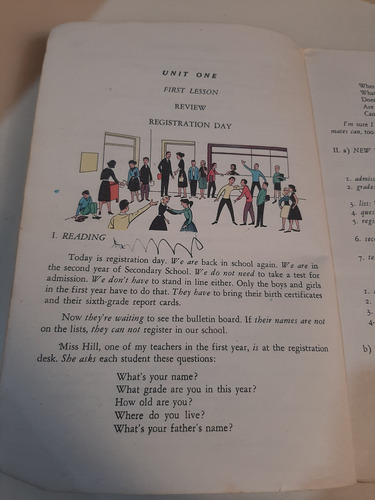 UNIT ONE
FIRST LESSON
REVIEW
REGISTRATION DAY
I. READING
Today is registration day. We are back in school again. We are in
the second year of Secondary School. We do not need to take a test for
admission. We don't have to stand in line either. Only the boys and girls
in the first year have to do that. They have to bring their birth certificates
and their sixth-grade report cards.
Now they're waiting to see the bulletin board. If their names are not
on the lists, they can not register in our school.
Miss Hill, one of my teachers in the first year, is at the registration
desk. She asks each student these questions:
What's your name?
What grade are you in this year?
How old are you?
Where do you live?
What's your father's name?
I'm sure I
mates can, too
II. a) NEW
1.
2.
3.
4.
5.
6.
7.
1.
2.
3.
4.
b)